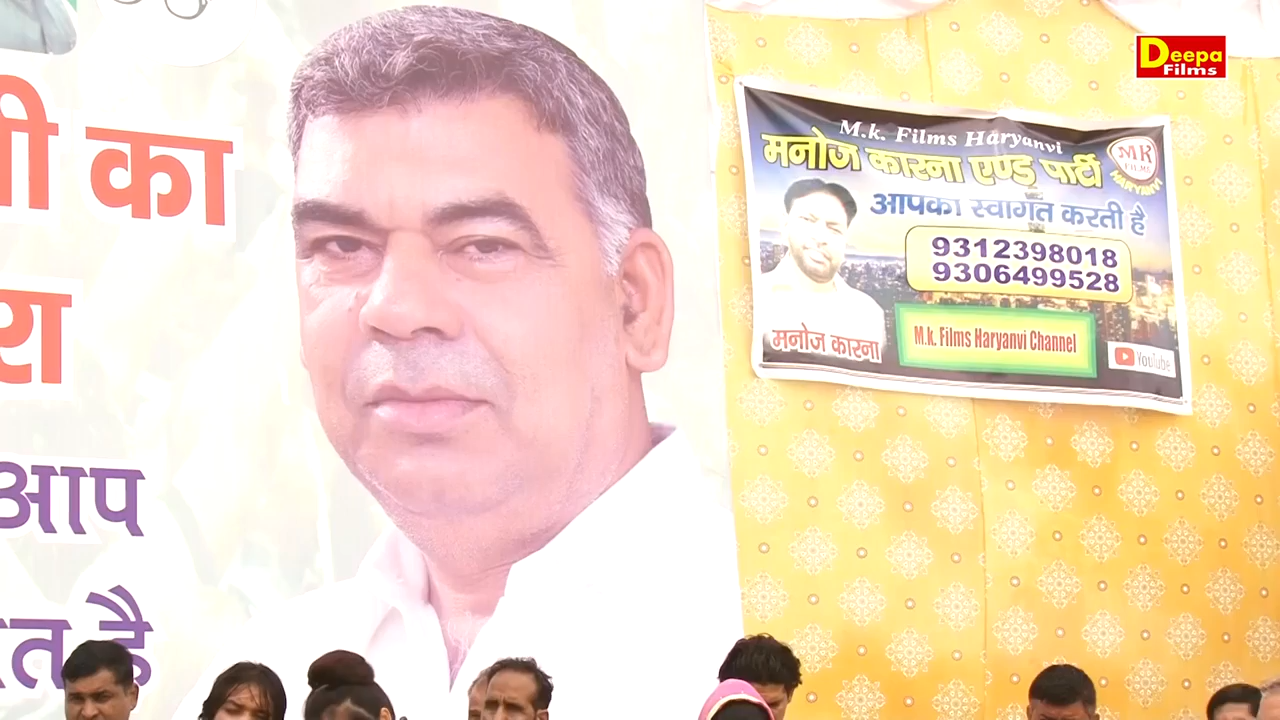 ी का
रा
आप
रत है
Deepa
Films
M.k. Films Haryanvi
मनोज कारना एण्ड पार्टी
MK
FILMS
HARYANVI
आपका स्वागत करती है
9312398018
9306499528
मनोज कारना
M.k. Films Haryanvi Channel
YouTube